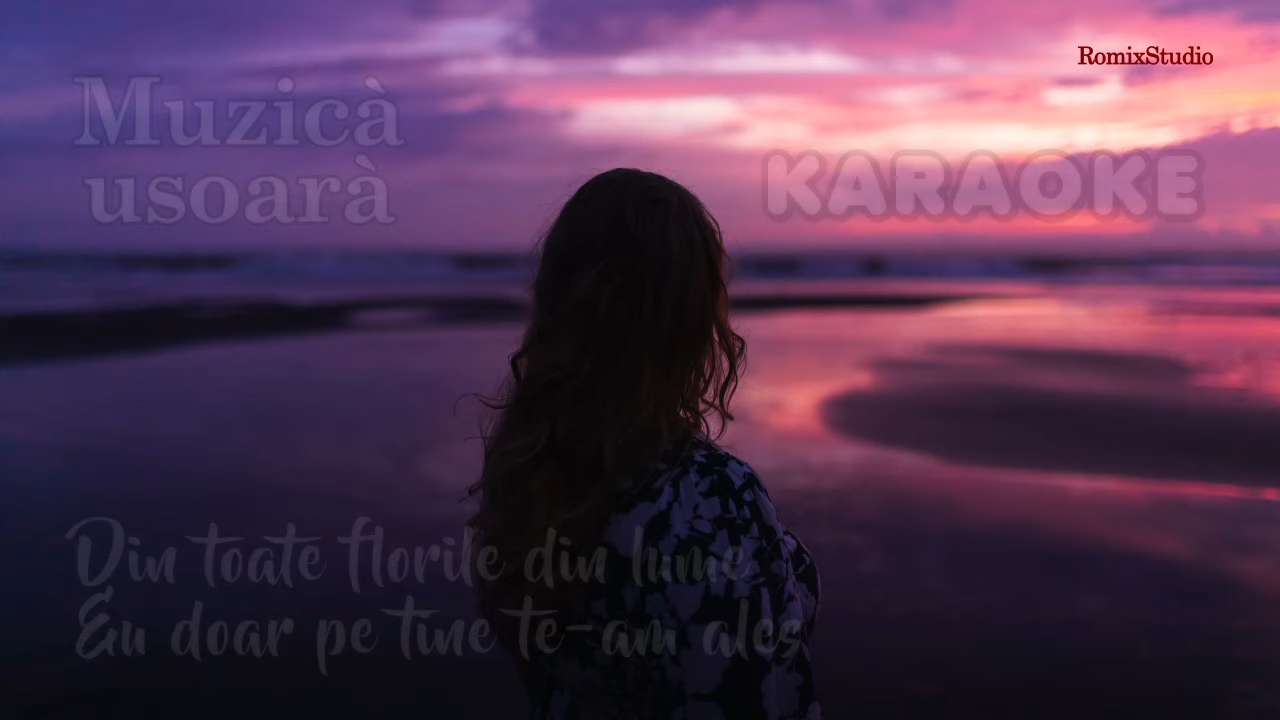 RomixStudio
Muzicà
usoarà
KARAOKE
Din toate florile din lume
Eu doar pe tine te-am ales.